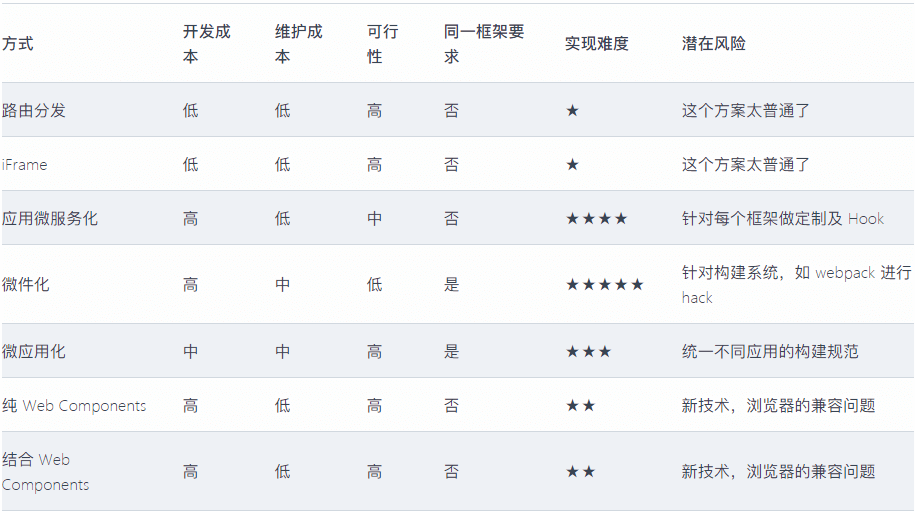 方式 开发成本 维护成本 可行性 同一框架要求 实现难度 潜在风险
路由分发 低 低 高 否 ★ 这个方案太普通了
iFrame 低 低 高 否 ★ 这个方案太普通了
应用微服务化 高 低 中 否 ★★★★ 针对每个框架做定制及 Hook
微件化 高 中 低 是 ★★★★★ 针对构建系统，如 webpack 进行 hack
微应用化 中 中 高 是 ★★★ 统一不同应用的构建规范
纯 Web Components 高 低 高 否 ★★ 新技术，浏览器的兼容问题
结合 Web Components 高 低 高 否 ★★ 新技术，浏览器的兼容问题